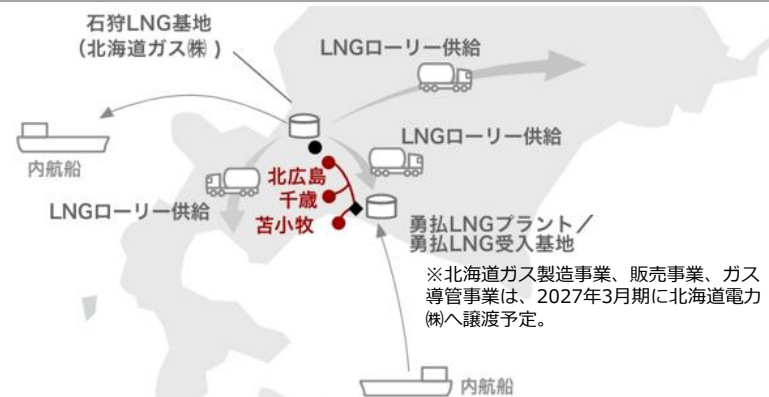 石狩LNG基地
(北海道ガス㈱ )
LNGローリー供給
内航船
LNGローリー供給
北広島
千歳
LNGローリー供給
苫小牧
勇払LNGプラント／
勇払LNG受入基地
※北海道ガス製造事業、販売事業、ガス
導管事業は、2027年3月期に北海道電力
㈱へ譲渡予定。
内航船